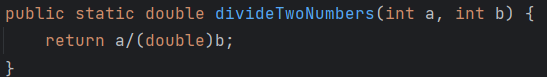 public static double divideTwoNumbers(int a, int b) {
    return a/(double)b;
}